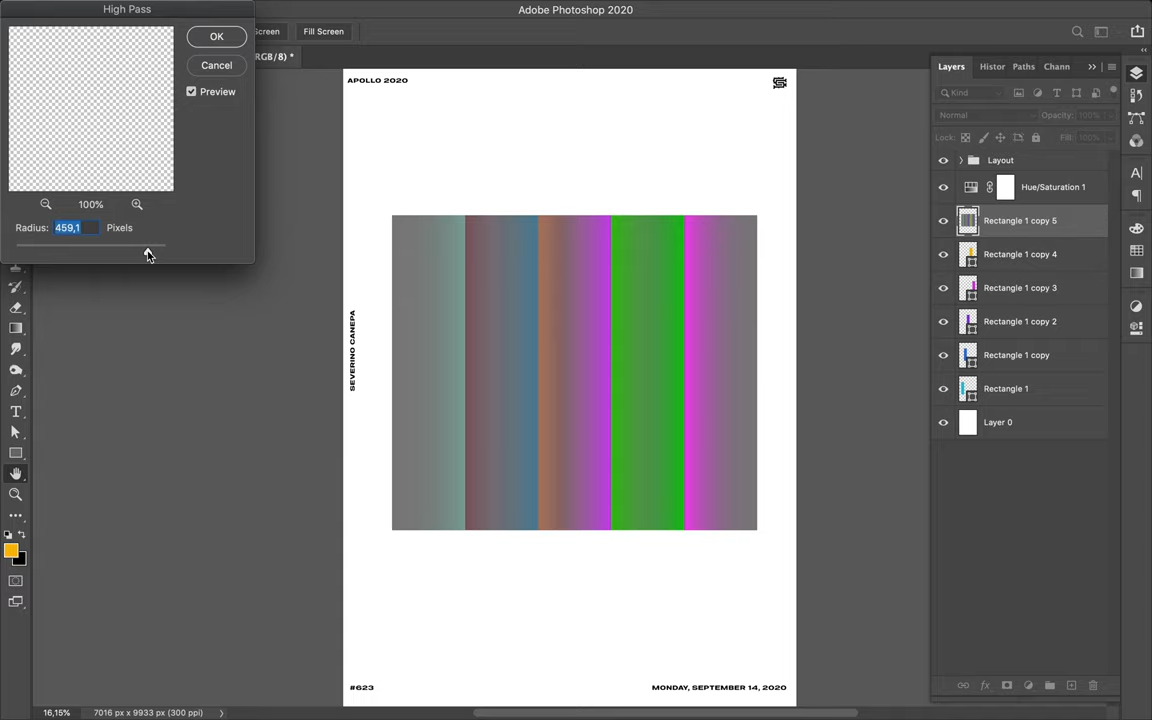 High Pass
Adobe Photoshop 2020
OK
Screen
Fill Screen
RGB/8) *
Cancel
Preview
100%
Radius: 459,1 Pixels
Layers Histor Paths Chann
Kind
Normal
Opacity: 100%
Lock:
Fill: 100%
Layout
Hue/Saturation 1
Rectangle 1 copy 5
Rectangle 1 copy 4
Rectangle 1 copy 3
Rectangle 1 copy 2
Rectangle 1 copy
Rectangle 1
Layer 0
APOLLO 2020
SEVERINO CANEPA
#623
MONDAY, SEPTEMBER 14, 2020
16,15%
7016 px x 9933 px (300 ppi)